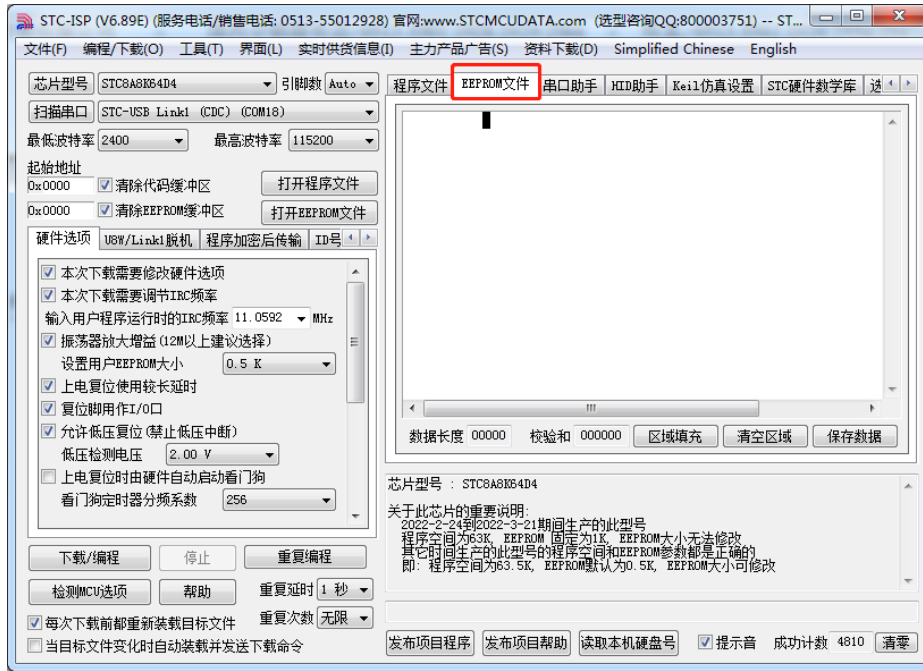 STC-ISP (V6.89E) (服务电话/销售电话: 0513-55012928) 官网:www.STCMCUDATA.com (选型咨询QQ:800003751) -- ST...
文件(F) 编程/下载(O) 工具(T) 界面(L) 实时供货信息(I) 主力产品广告(S) 资料下载(D) Simplified Chinese English
芯片型号 STC8A8K64D4 引脚数 Auto
扫描串口 STC-USB Link1 (CDC) (COM18)
最低波特率 2400 最高波特率 115200
起始地址
0x0000 清除代码缓冲区 打开程序文件
0x0000 清除EEPROM缓冲区 打开EEPROM文件
硬件选项 U8W/Link1脱机 程序加密后传输 ID号
本次下载需要修改硬件选项
本次下载需要调节IRC频率
输入用户程序运行时的IRC频率 11.0592 MHz
振荡器放大增益(12M以上建议选择)
设置用户EEPROM大小 0.5 K
上电复位使用较长延时
复位脚用作I/O口
允许低压复位(禁止低压中断)
低压检测电压 2.00 V
上电复位时由硬件自动启动看门狗
看门狗定时器分频系数 256
下载/编程 停止 重复编程
检测MCU选项 帮助 重复延时 1 秒
每次下载前都重新装载目标文件 重复次数 无限
当目标文件变化时自动装载并发送下载命令
程序文件 EEPROM文件 串口助手 HID助手 Keil仿真设置 STC硬件数学库 选
数据长度 00000 校验和 000000 区域填充 清空区域 保存数据
芯片型号 : STC8A8K64D4
关于此芯片的重要说明:
2022-2-24到2022-3-21期间生产的此型号
程序空间为63K, EEPROM 固定为1K, EEPROM大小无法修改
其它时间生产的此型号的程序空间和EEPROM参数都是正确的
即: 程序空间为63.5K, EEPROM默认为0.5K, EEPROM大小可修改
发布项目程序 发布项目帮助 读取本机硬盘号 提示音 成功计数 4810 清零